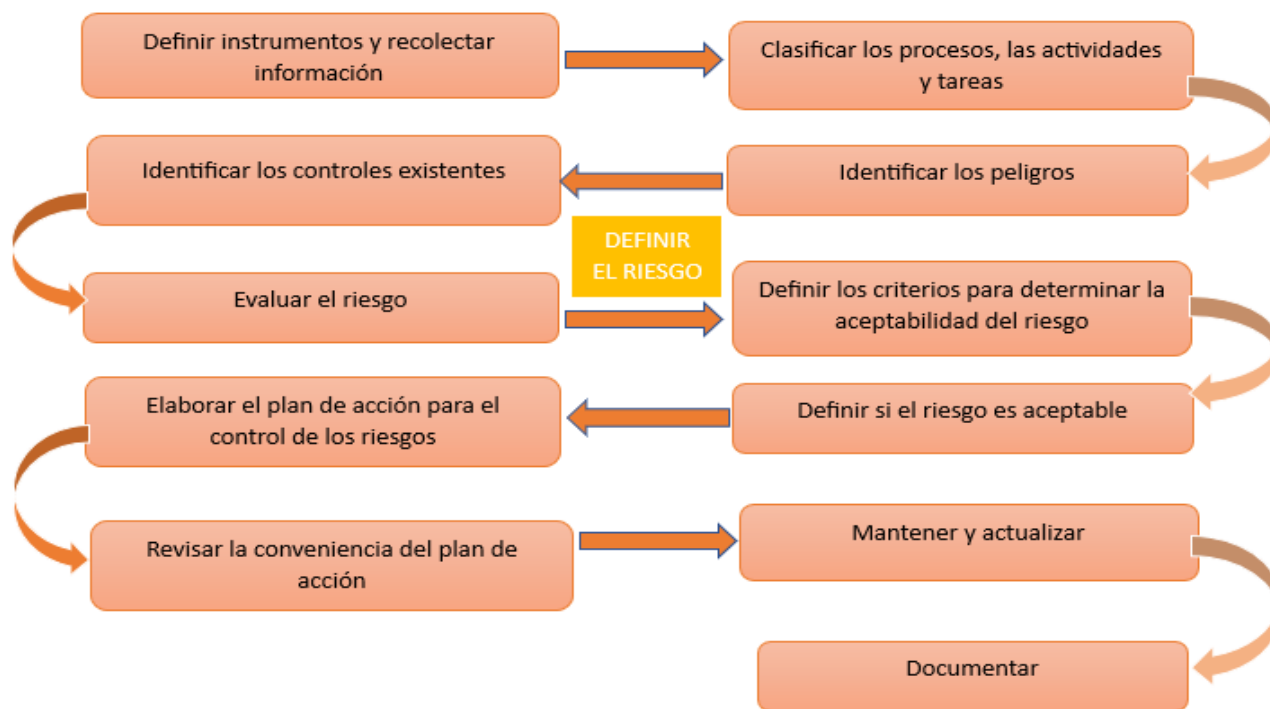 Definir instrumentos y recolectar
información
Clasificar los procesos, las actividades
y tareas
Identificar los peligros
Identificar los controles existentes
DEFINIR
EL RIESGO
Evaluar el riesgo
Definir los criterios para determinar la
aceptabilidad del riesgo
Definir si el riesgo es aceptable
Elaborar el plan de acción para el
control de los riesgos
Revisar la conveniencia del plan de
acción
Mantener y actualizar
Documentar